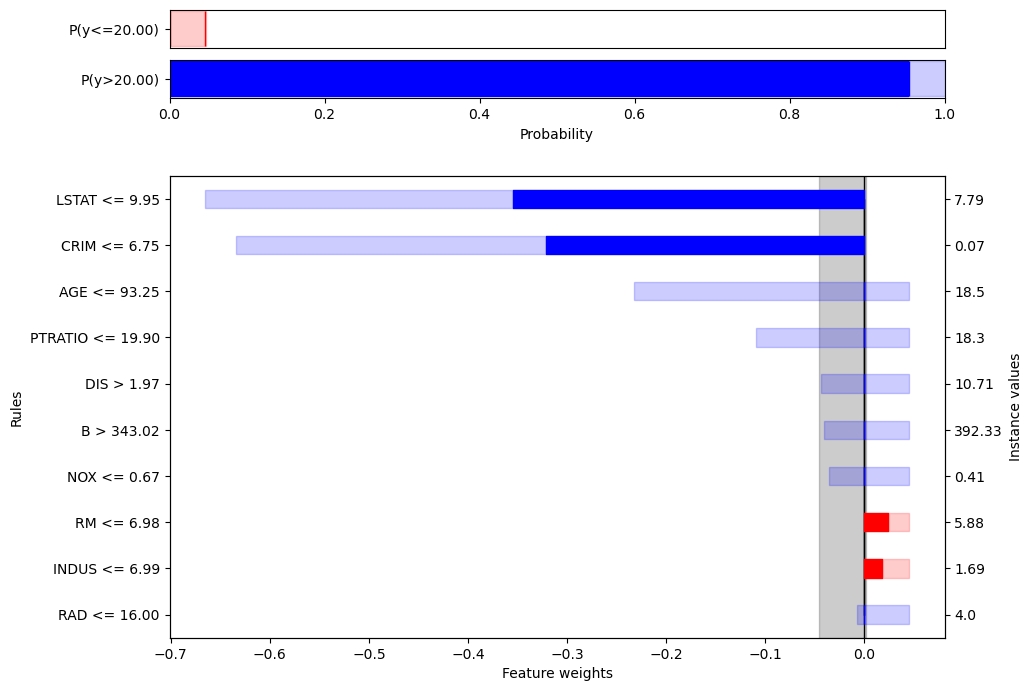 P(y<=20.00)
P(y>20.00)
0.0 0.2 0.4 0.6 0.8 1.0
Probability
Rules
LSTAT <= 9.95 7.79
CRIM <= 6.75 0.07
AGE <= 93.25 18.5
PTRATIO <= 19.90 18.3
DIS > 1.97 10.71
B > 343.02 392.33
NOX <= 0.67 0.41
RM <= 6.98 5.88
INDUS <= 6.99 1.69
RAD <= 16.00 4.0
Instance values
−0.7 −0.6 −0.5 −0.4 −0.3 −0.2 −0.1 0.0
Feature weights